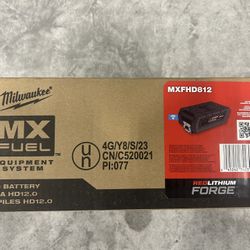 Milwaukee
MX
FUEL
EQUIPMENT
SYSTEM
BATTERY
HD12.0
PILES HD12.0
un
4G/Y8/S/23
CN/C520021
PI:077
MXFHD812
REDLITHIUM
FORGE